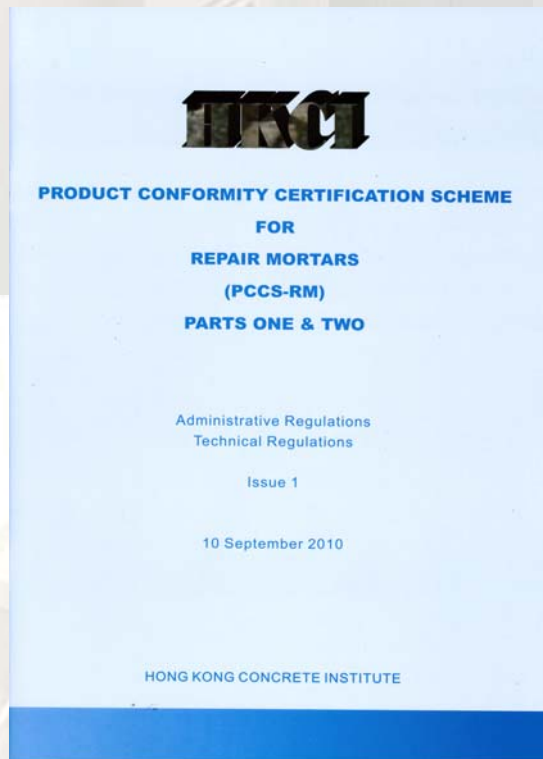 HKCI
PRODUCT CONFORMITY CERTIFICATION SCHEME
FOR
REPAIR MORTARS
(PCCS-RM)
PARTS ONE & TWO
Administrative Regulations
Technical Regulations
Issue 1
10 September 2010
HONG KONG CONCRETE INSTITUTE